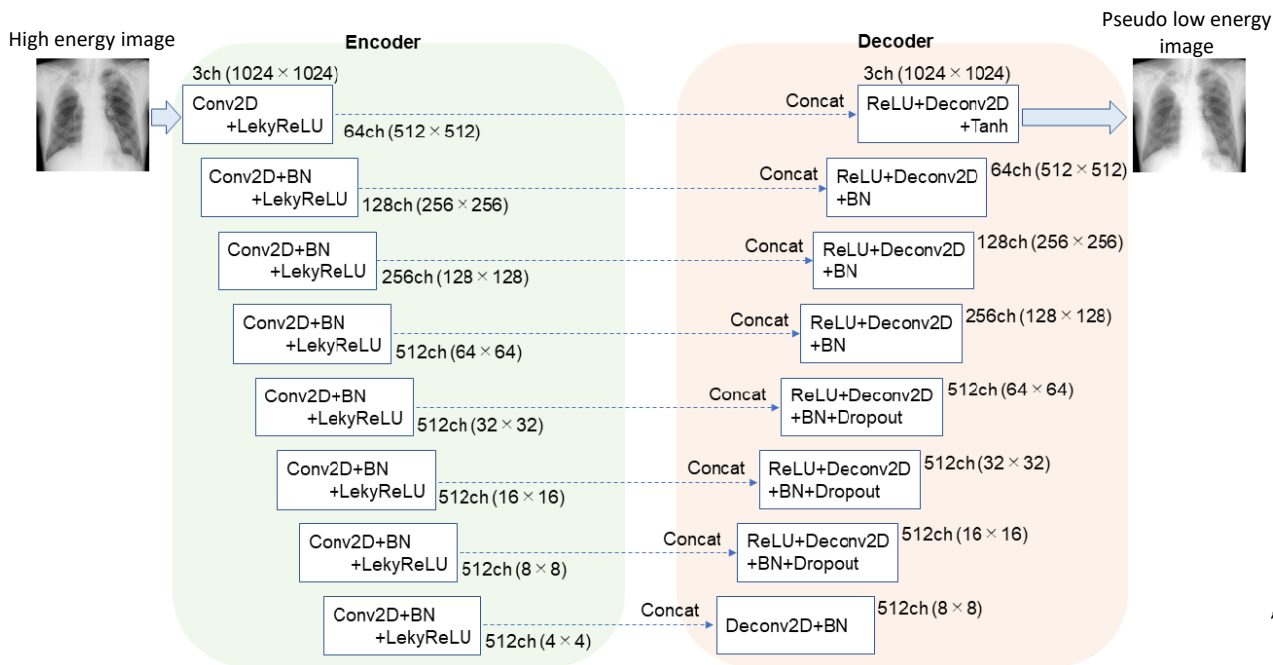 High energy image
Encoder
Decoder
Pseudo low energy
image
3ch (1024 × 1024)
Conv2D
+LekyReLU
64ch (512 × 512)
Concat
3ch (1024 × 1024)
ReLU+Deconv2D
+Tanh
Conv2D+BN
+LekyReLU
128ch (256 × 256)
Concat
ReLU+Deconv2D
+BN
64ch (512 × 512)
Conv2D+BN
+LekyReLU
256ch (128 × 128)
Concat
ReLU+Deconv2D
+BN
128ch (256 × 256)
Conv2D+BN
+LekyReLU
512ch (64 × 64)
Concat
ReLU+Deconv2D
+BN
256ch (128 × 128)
Conv2D+BN
+LekyReLU
512ch (32 × 32)
Concat
ReLU+Deconv2D
+BN+Dropout
512ch (64 × 64)
Conv2D+BN
+LekyReLU
512ch (16 × 16)
Concat
ReLU+Deconv2D
+BN+Dropout
512ch (32 × 32)
Conv2D+BN
+LekyReLU
512ch (8 × 8)
Concat
ReLU+Deconv2D
+BN+Dropout
512ch (16 × 16)
Conv2D+BN
+LekyReLU
512ch (4 × 4)
Concat
Deconv2D+BN
512ch (8 × 8)